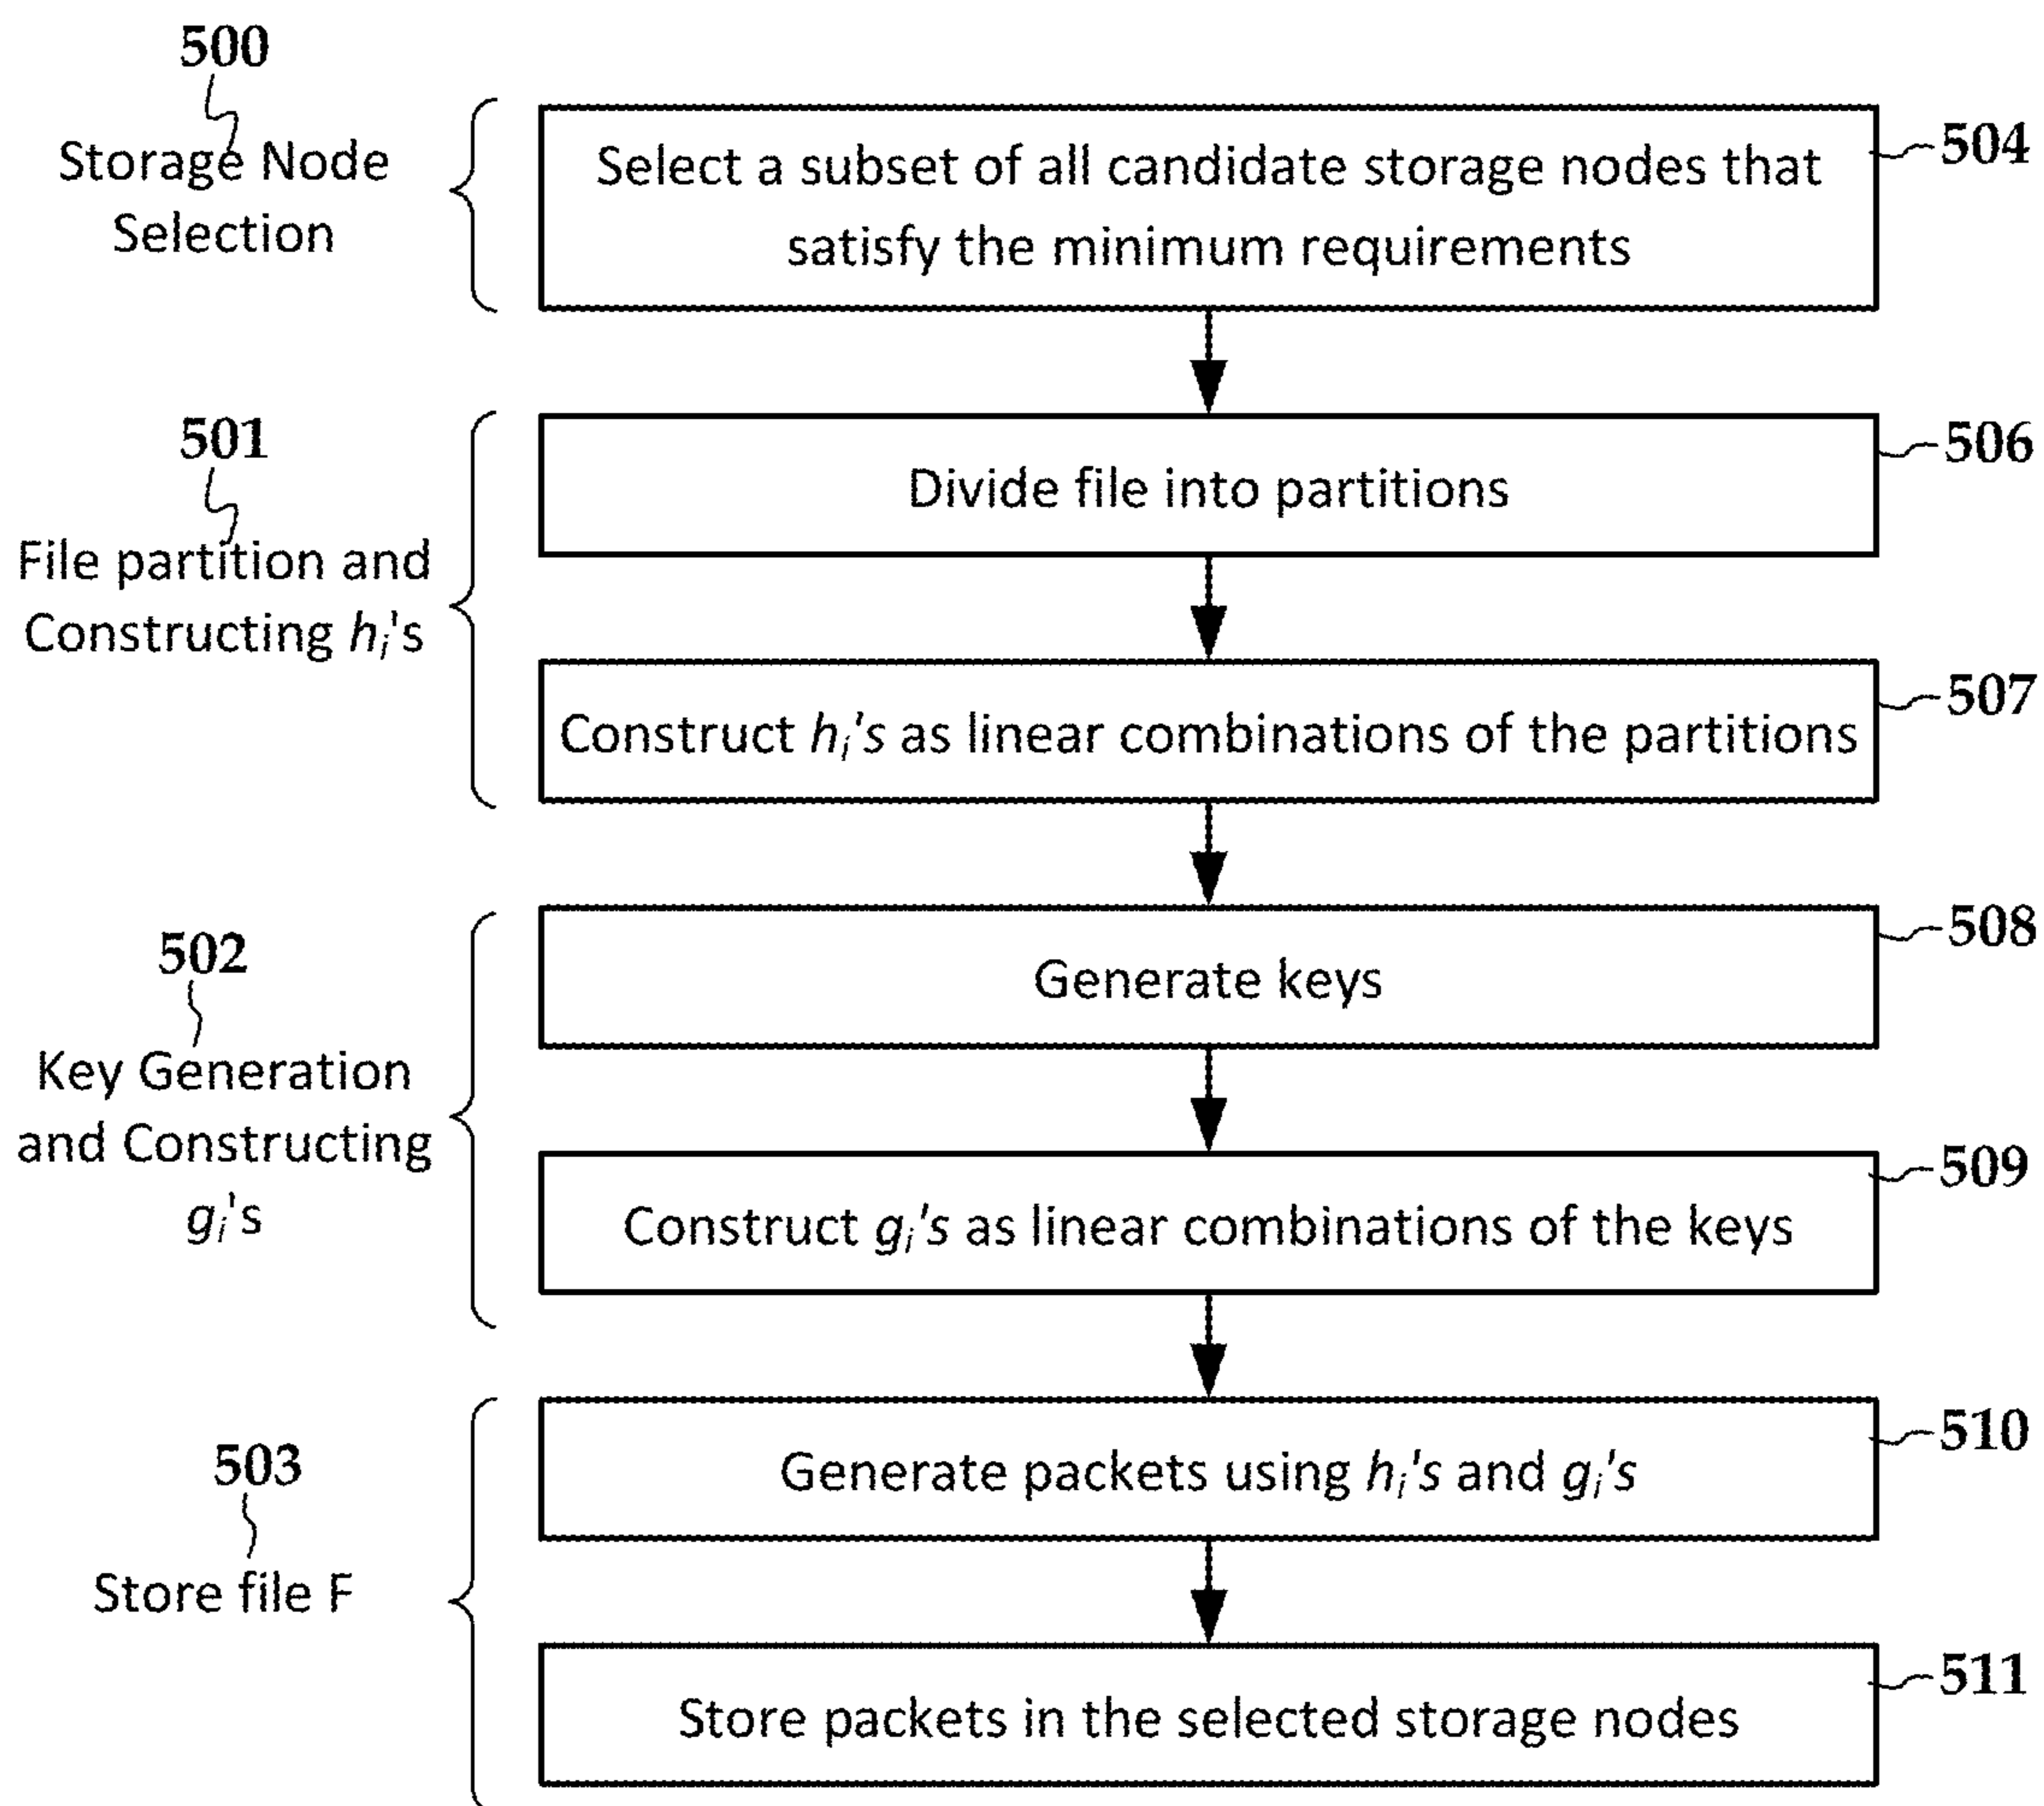 500
Storage Node
Selection
Select a subset of all candidate storage nodes that
satisfy the minimum requirements
504
501
File partition and
Constructing hᵢ's
Divide file into partitions
506
Construct hᵢ's as linear combinations of the partitions
507
502
Key Generation
and Constructing
gᵢ's
Generate keys
508
Construct gᵢ's as linear combinations of the keys
509
503
Store file F
Generate packets using hᵢ's and gᵢ's
510
Store packets in the selected storage nodes
511